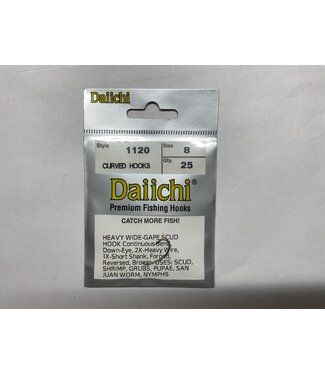 Daiichi
Style 1120 Size 8
CURVED HOOKS Qty. 25
Daiichi®
Premium Fishing Hooks
CATCH MORE FISH!
HEAVY WIDE-GAPE SCUD
HOOK Continuous Bend,
Down-Eye, 2X-Heavy Wire,
1X-Short Shank, Forged,
Reversed, Bronze. USES: SCUD,
SHRIMP, GRUBS, PUPAE, SAN
JUAN WORM, NYMPHS